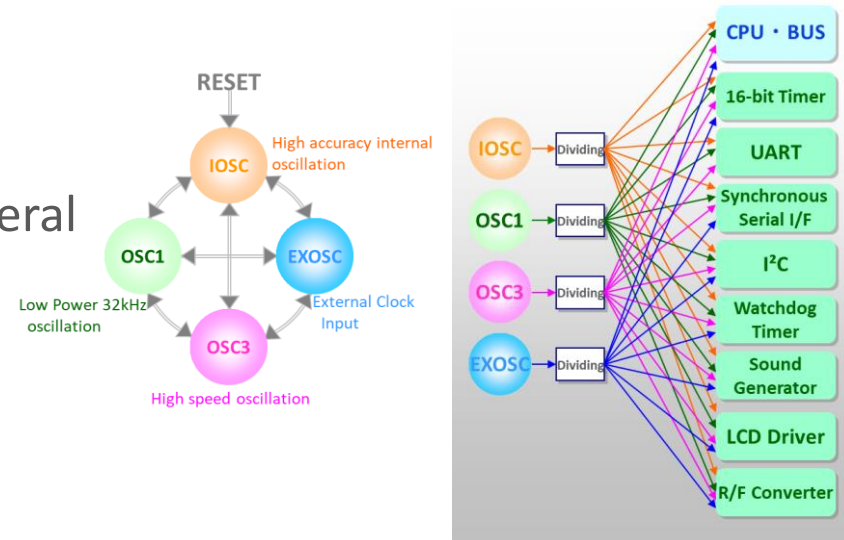 RESET
IOSC
High accuracy internal
oscillation
eral
OSC1
EXOSC
Low Power 32kHz
oscillation
External Clock
Input
OSC3
High speed oscillation
IOSC
Dividing
OSC1
Dividing
OSC3
Dividing
EXOSC
Dividing
CPU・BUS
16-bit Timer
UART
Synchronous
Serial I/F
I²C
Watchdog
Timer
Sound
Generator
LCD Driver
R/F Converter